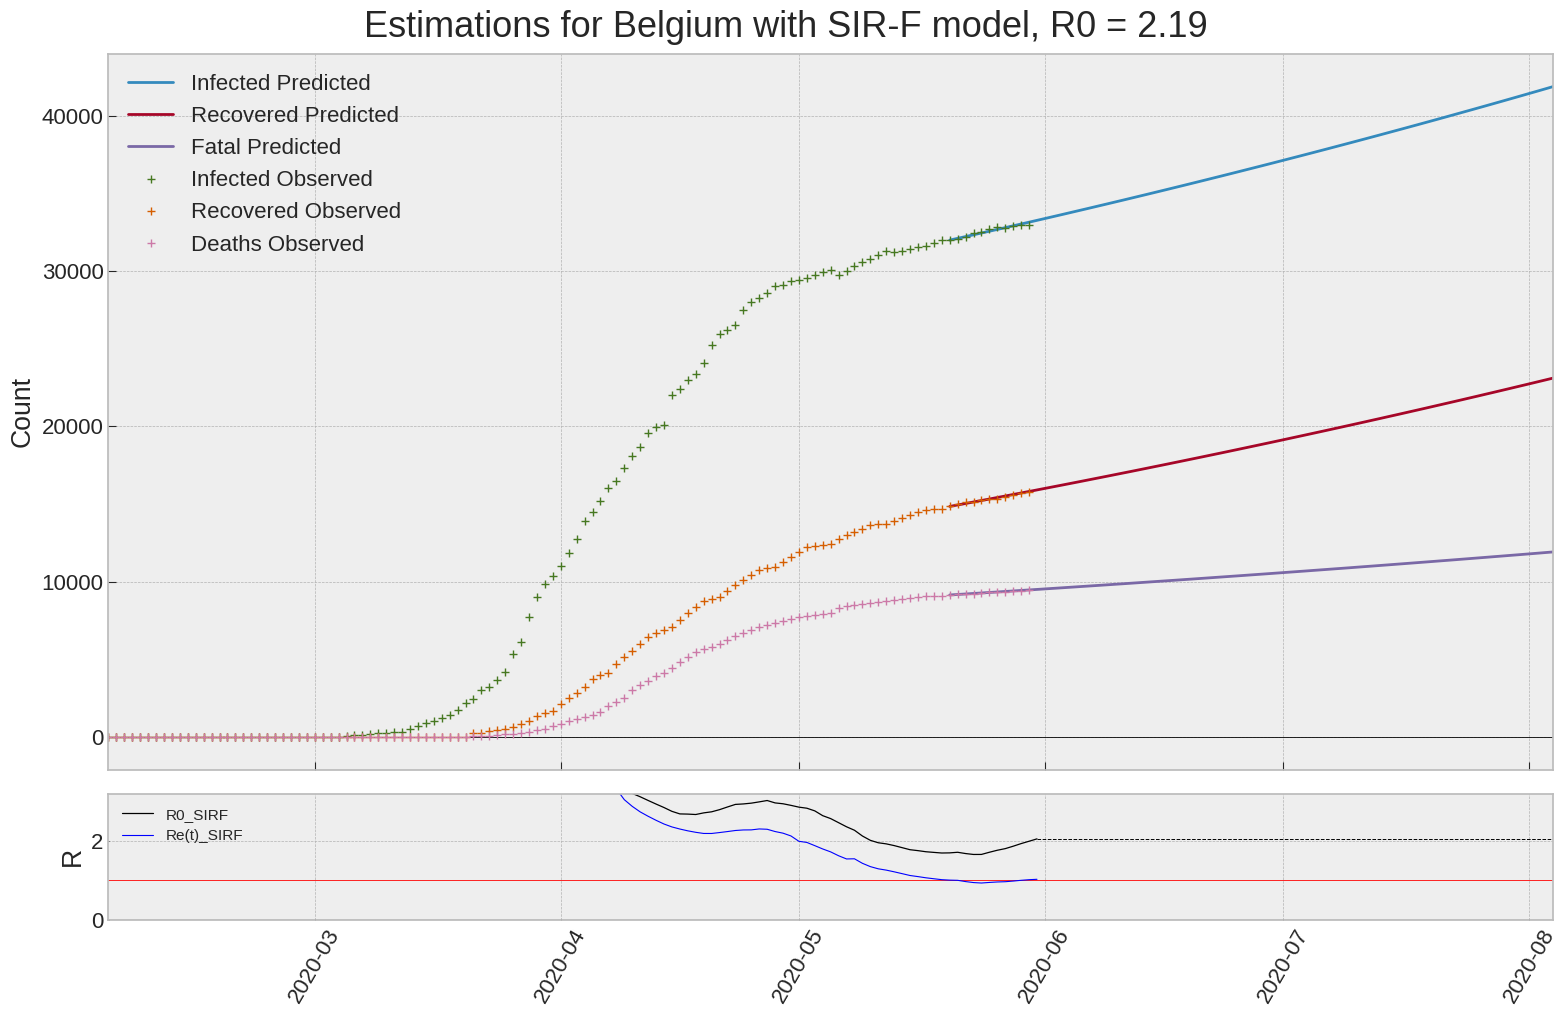 Estimations for Belgium with SIR-F model, R0 = 2.19
Infected Predicted
Recovered Predicted
Fatal Predicted
Infected Observed
Recovered Observed
Deaths Observed
40000
30000
20000
10000
0
Count
R0_SIRF
Re(t)_SIRF
2
0
R
2020-03
2020-04
2020-05
2020-06
2020-07
2020-08